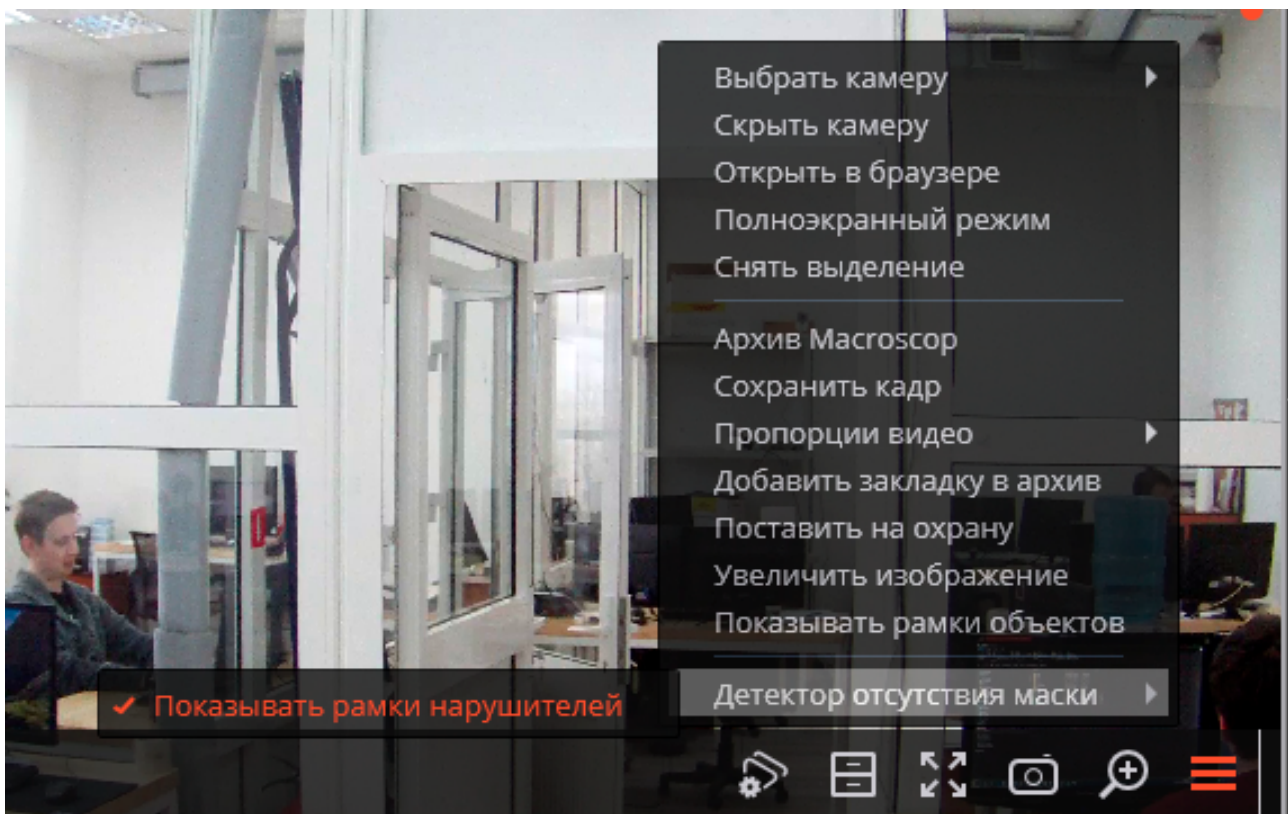 Выбрать камеру
Скрыть камеру
Открыть в браузере
Полноэкранный режим
Снять выделение
Архив Macroscop
Сохранить кадр
Пропорции видео
Добавить закладку в архив
Поставить на охрану
Увеличить изображение
Показывать рамки объектов
Детектор отсутствия маски
Показывать рамки нарушителей